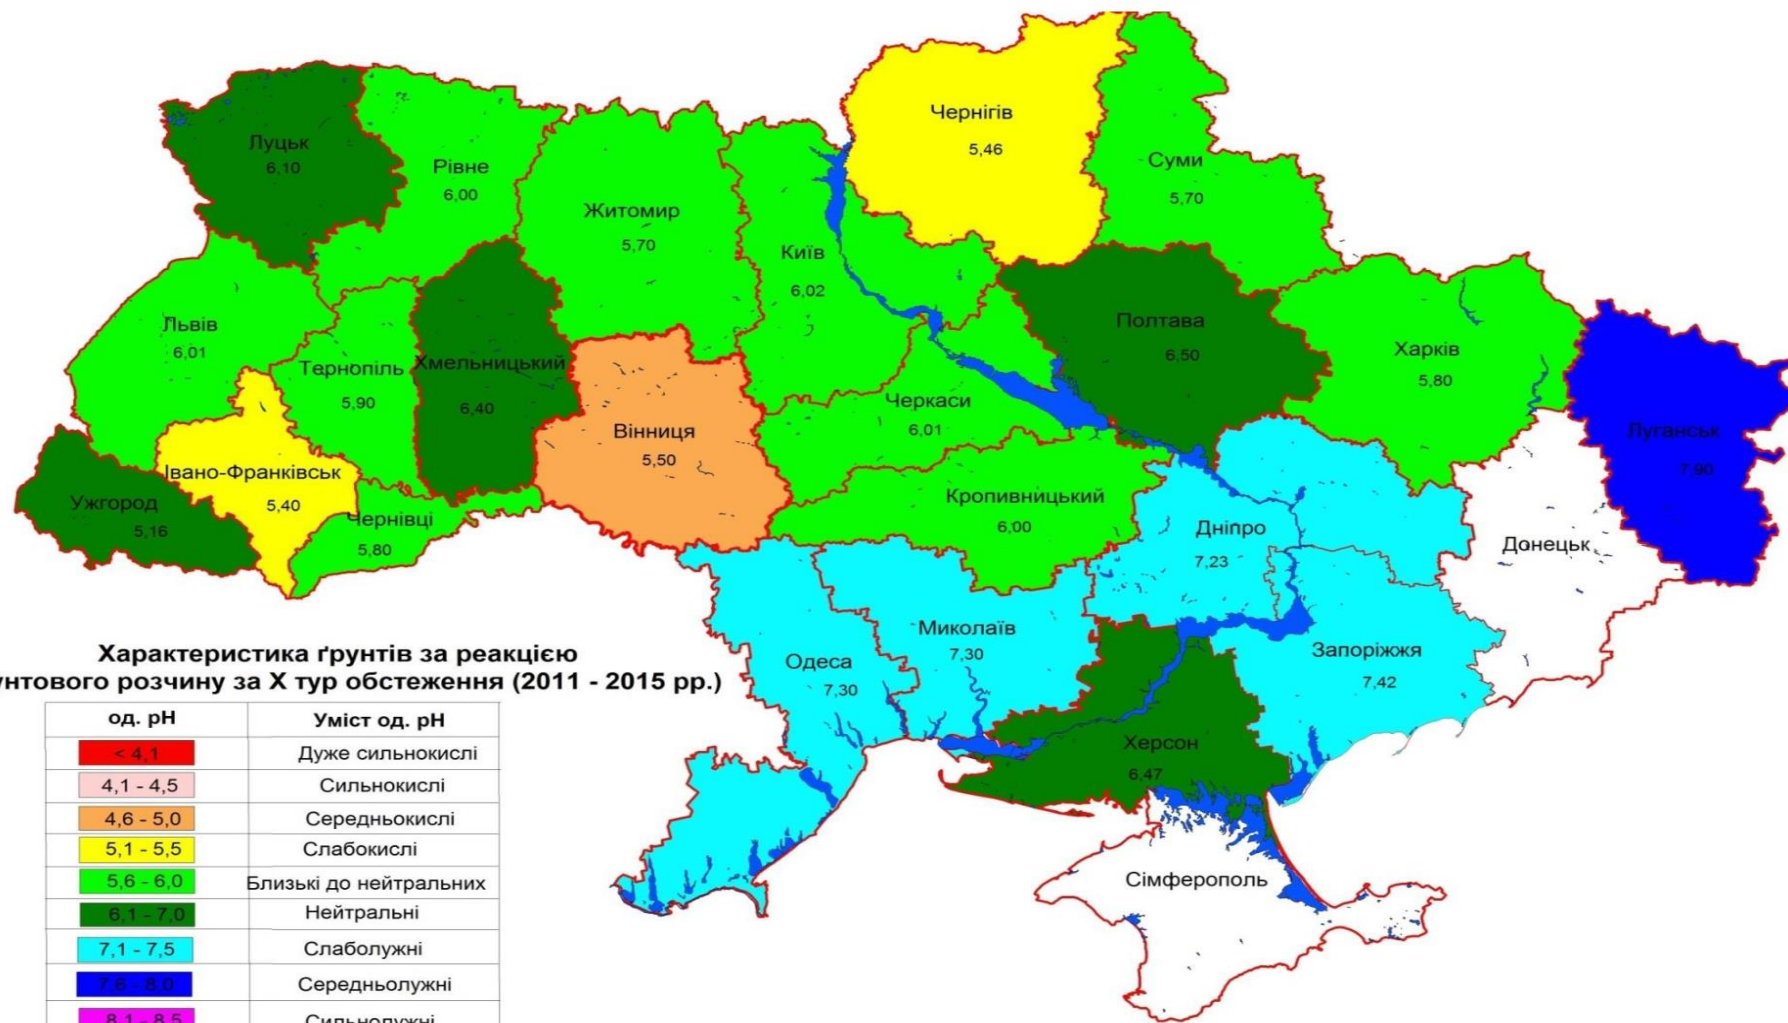 Чернігів
5,46
Суми
5,70
Луцьк
6,10
Рівне
6,00
Житомир
5,70
Київ
6,02
Львів
6,01
Тернопіль
5,90
Хмельницький
6,40
Полтава
6,50
Харків
5,80
Луганськ
7,90
Черкаси
6,01
Вінниця
5,50
Івано-Франківськ
5,40
Ужгород
5,16
Чернівці
5,80
Кропивницький
6,00
Дніпро
7,23
Донецьк
Миколаїв
7,30
Одеса
7,30
Запоріжжя
7,42
Херсон
6,47
Сімферополь
Характеристика ґрунтів за реакцією
унтового розчину за X тур обстеження (2011 - 2015 рр.)
од. pH Уміст од. pH
< 4,1 Дуже сильнокислі
4,1 - 4,5 Сильнокислі
4,6 - 5,0 Середньокислі
5,1 - 5,5 Слабокислі
5,6 - 6,0 Близькі до нейтральних
6,1 - 7,0 Нейтральні
7,1 - 7,5 Слаболужні
7,6 - 8,0 Середньолужні
8,1 - 8,5 Сильнолужні